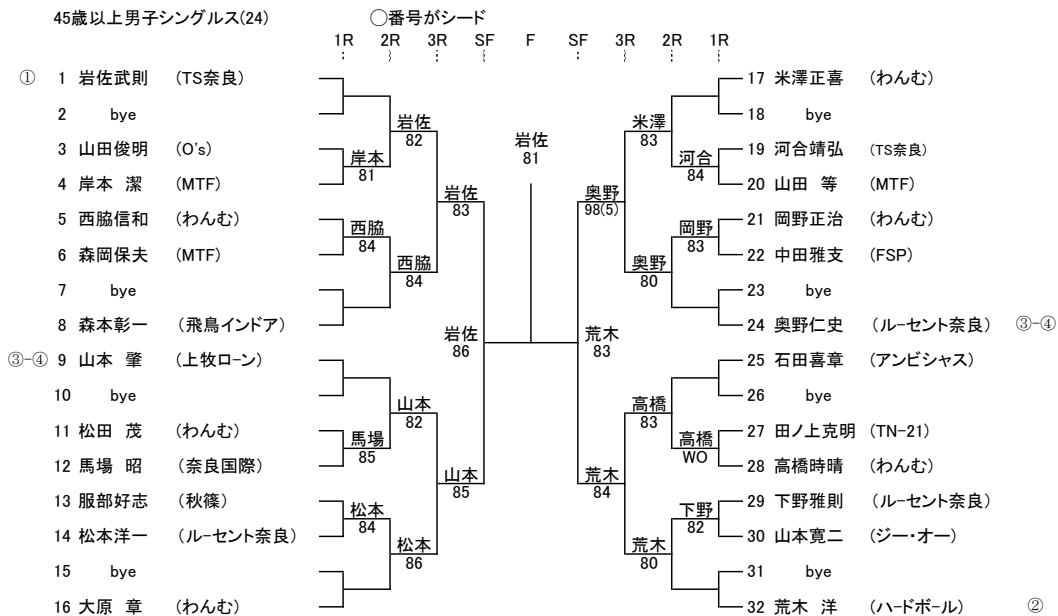 45歳以上男子シングルス(24) ○番号がシード
1R 2R 3R SF F SF 3R 2R 1R
① 1 岩佐武則 (TS奈良)
2 bye
3 山田俊明 (O's)
4 岸本 潔 (MTF)
5 西脇信和 (わんむ)
6 森岡保夫 (MTF)
7 bye
8 森本彰一 (飛鳥インドア)
③-④ 9 山本 肇 (上牧ローン)
10 bye
11 松田 茂 (わんむ)
12 馬場 昭 (奈良国際)
13 服部好志 (秋篠)
14 松本洋一 (ル-セント奈良)
15 bye
16 大原 章 (わんむ)
岸本
81
西脇
84
馬場
85
松本
84
岩佐
82
西脇
84
山本
82
松本
86
岩佐
83
山本
85
岩佐
86
岩佐
81
荒木
83
奥野
98(5)
荒木
84
米澤
83
奥野
80
高橋
83
荒木
80
河合
84
岡野
83
高橋
WO
下野
82
17 米澤正喜 (わんむ)
18 bye
19 河合靖弘 (TS奈良)
20 山田 等 (MTF)
21 岡野正治 (わんむ)
22 中田雅支 (FSP)
23 bye
24 奥野仁史 (ル-セント奈良) ③-④
25 石田喜章 (アンビシャス)
26 bye
27 田ノ上克明 (TN-21)
28 高橋時晴 (わんむ)
29 下野雅則 (ル-セント奈良)
30 山本寛二 (ジー・オー)
31 bye
32 荒木 洋 (ハードボール) ②